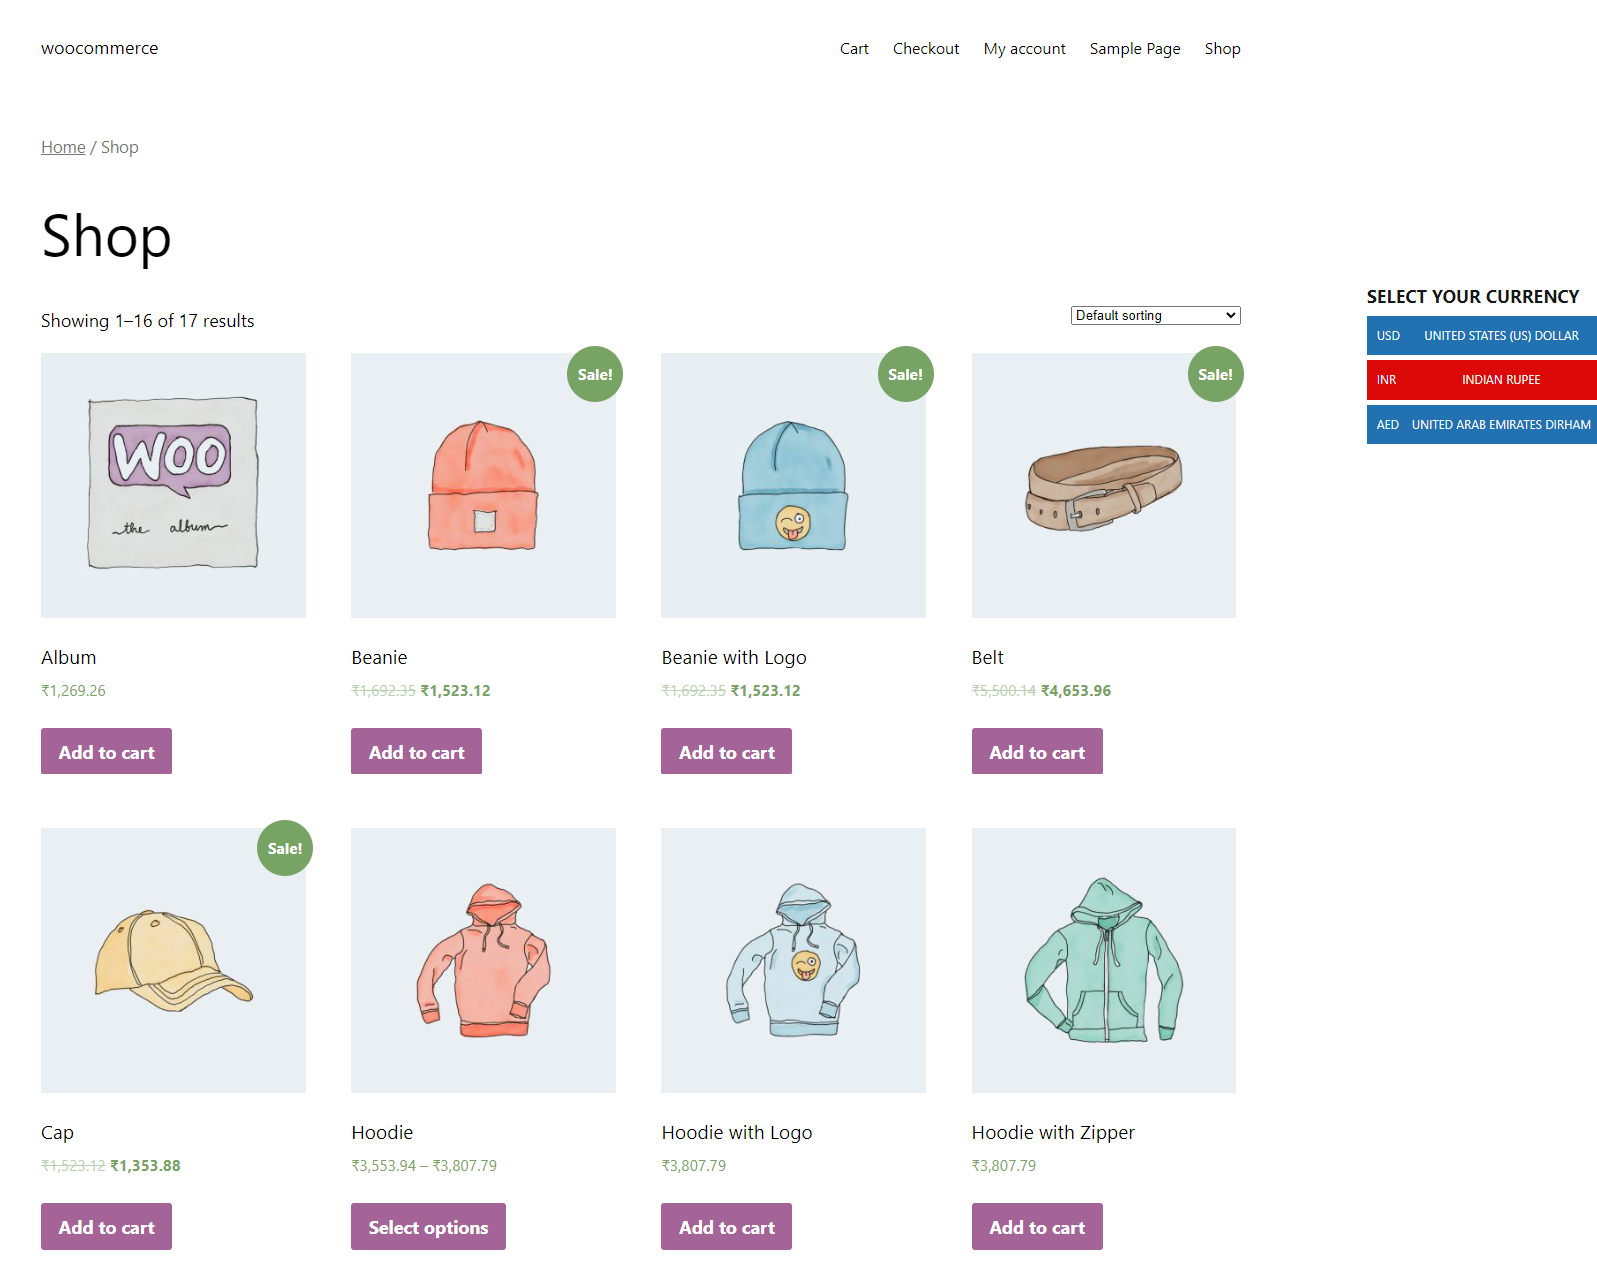 woocommerce
Cart Checkout My account Sample Page Shop
Home / Shop
Shop
SELECT YOUR CURRENCY
Showing 1–16 of 17 results
Default sorting
USD UNITED STATES (US) DOLLAR
INR INDIAN RUPEE
AED UNITED ARAB EMIRATES DIRHAM
Sale!
Sale!
Sale!
WOO
the album
Album
₹1,269.26
Add to cart
Beanie
₹1,692.35 ₹1,523.12
Add to cart
Beanie with Logo
₹1,692.35 ₹1,523.12
Add to cart
Belt
₹5,500.14 ₹4,653.96
Add to cart
Sale!
Cap
₹1,523.12 ₹1,353.88
Add to cart
Hoodie
₹3,553.94 – ₹3,807.79
Select options
Hoodie with Logo
₹3,807.79
Add to cart
Hoodie with Zipper
₹3,807.79
Add to cart